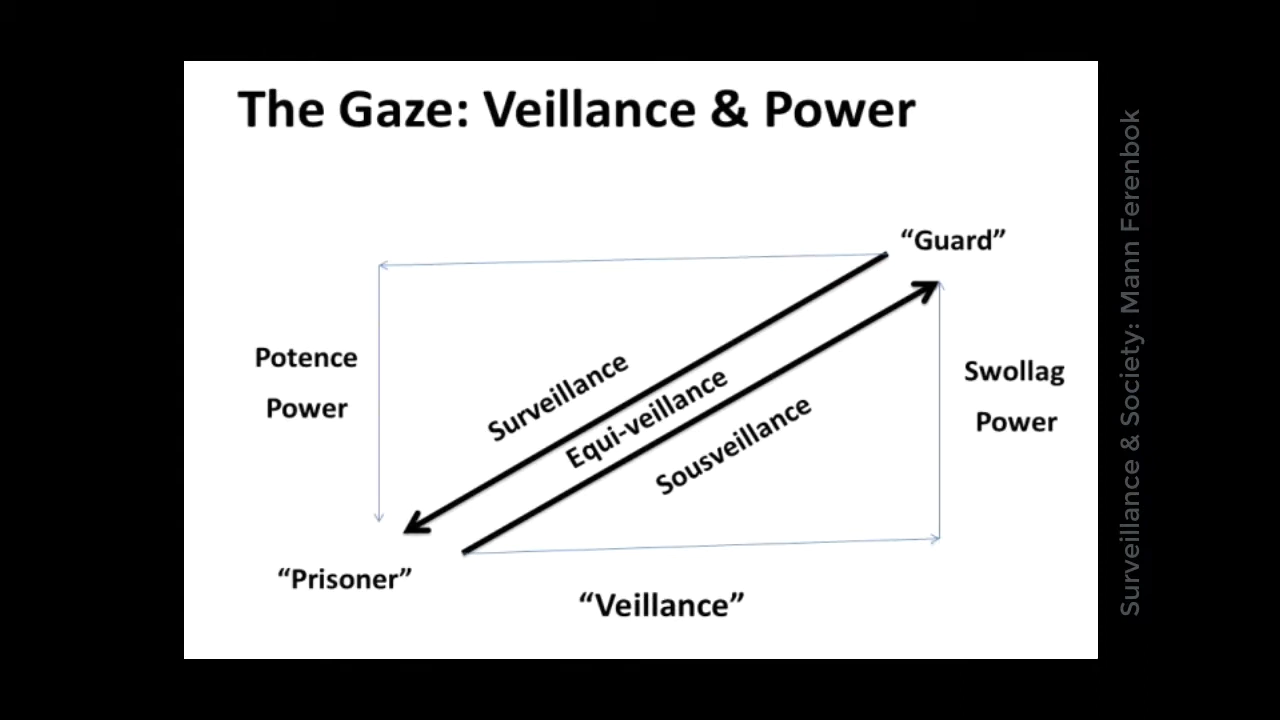 The Gaze: Veillance & Power
“Guard”
Potence
Power
Surveillance
Equi-veillance
Sousveillance
Swollag
Power
“Prisoner”
“Veillance”
Surveillance & Society: Mann Ferenbok